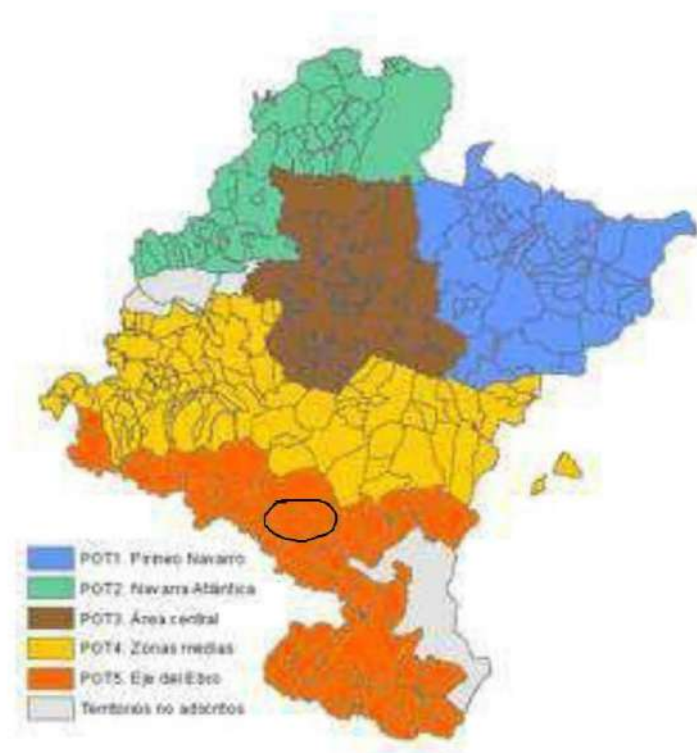 POT1. Pirineo Navarro
POT2. Navarra Atlántica
POT3. Área central
POT4. Zonas medias
POT5. Eje del Ebro
Territorios no adscritos